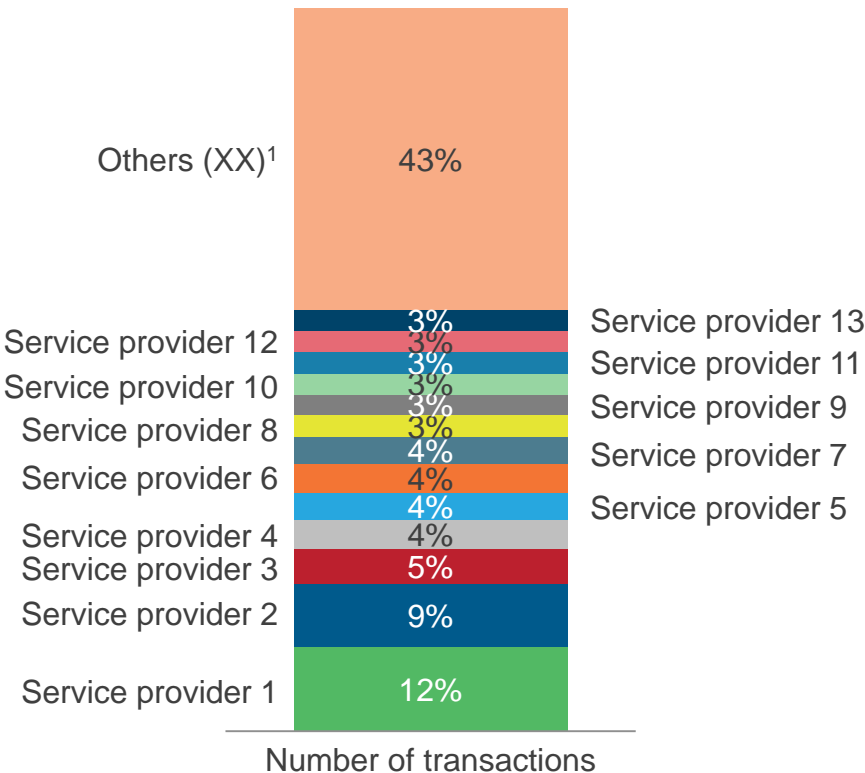 Others (XX)¹ 43%
3% Service provider 13
Service provider 12 3%
3% Service provider 11
Service provider 10 3%
3% Service provider 9
Service provider 8 3%
4% Service provider 7
Service provider 6 4%
4% Service provider 5
Service provider 4 4%
Service provider 3 5%
Service provider 2 9%
Service provider 1 12%
Number of transactions